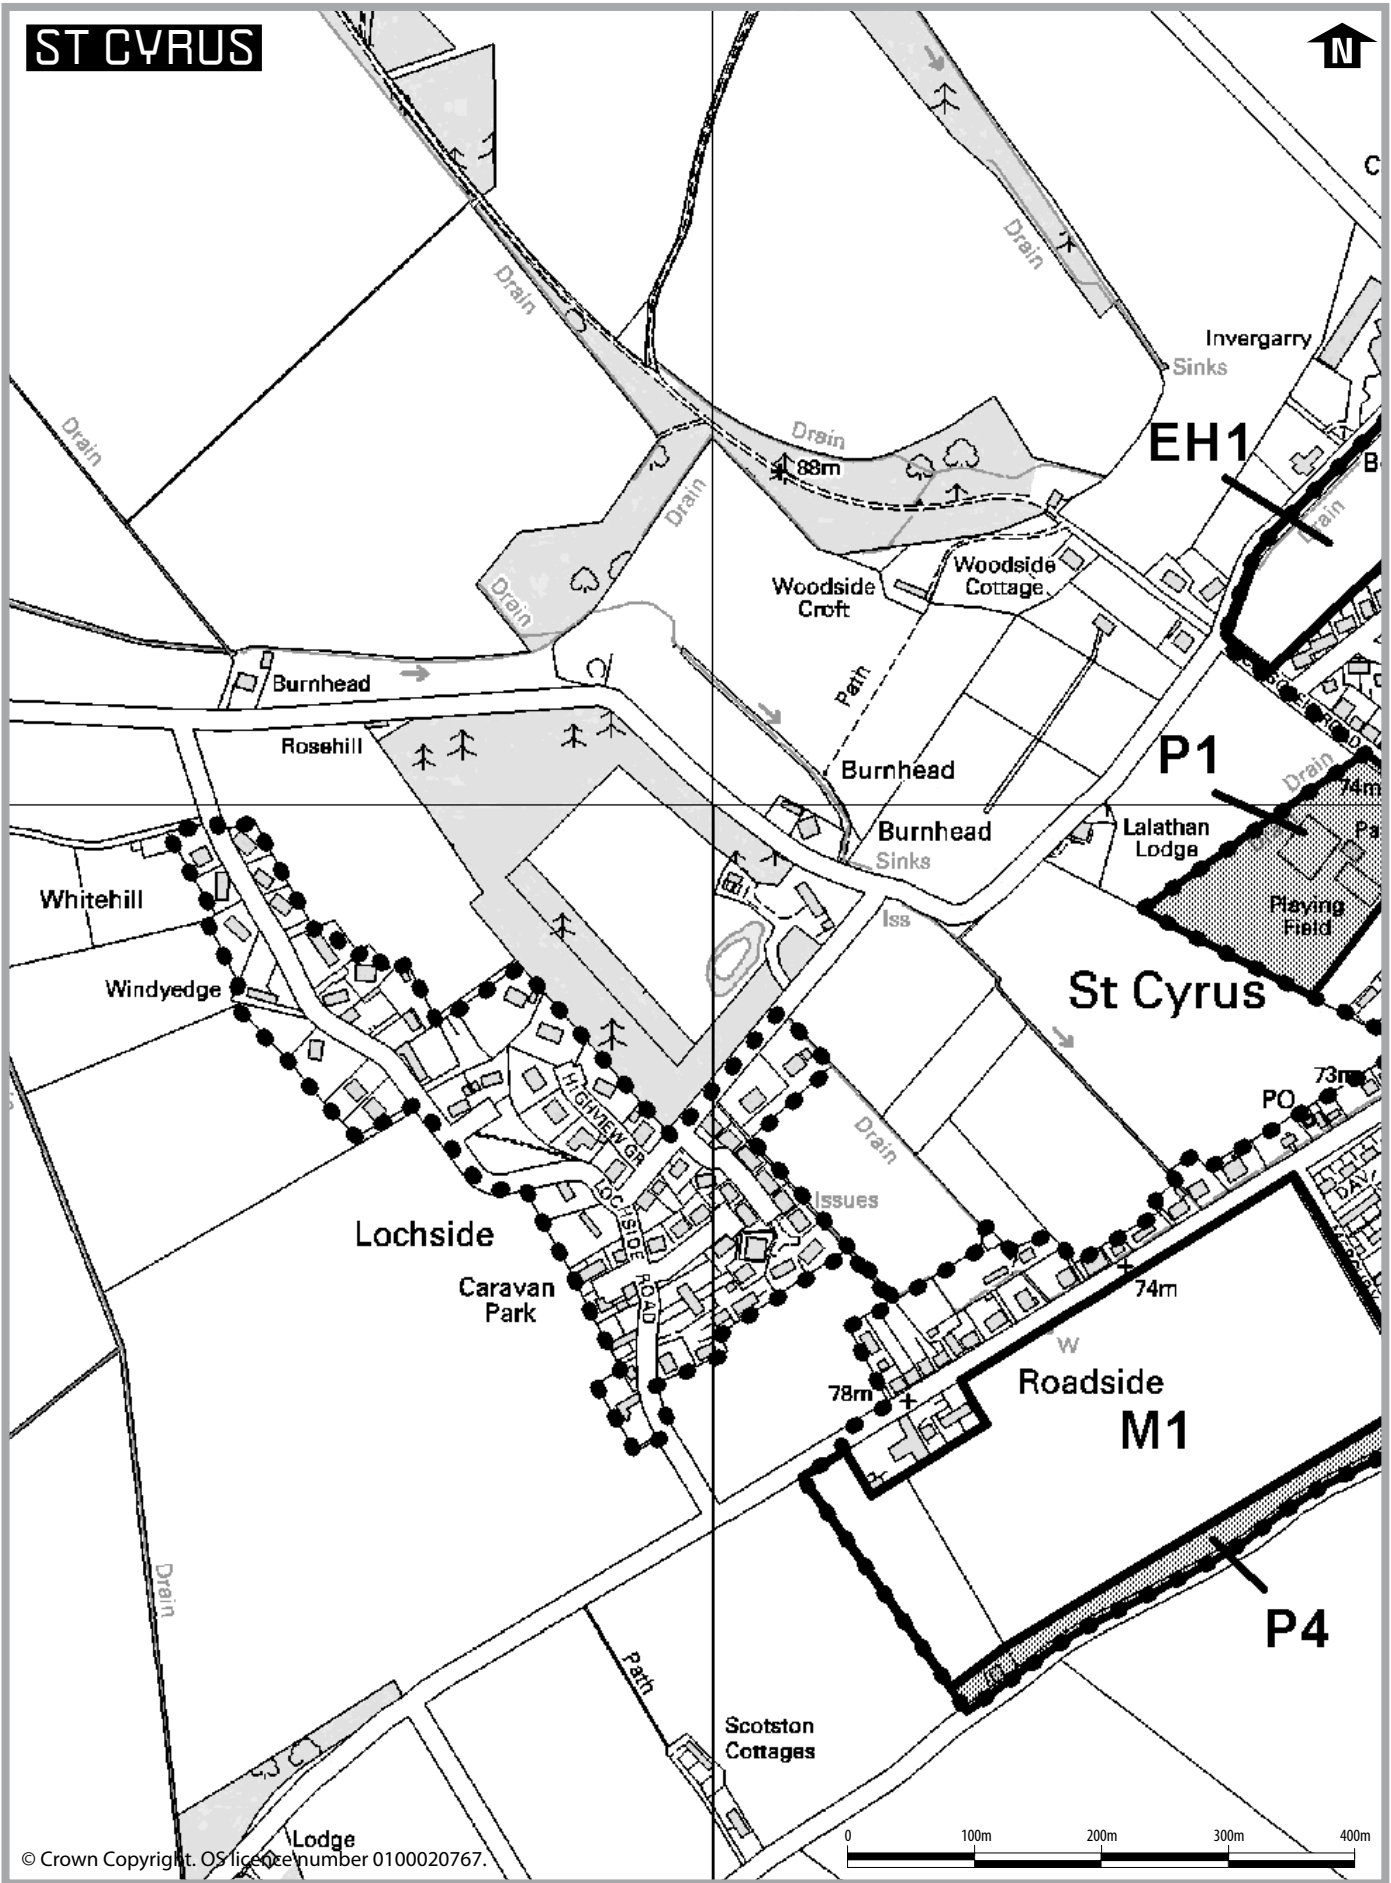 ST CYRUS
N
C
Drain
Drain
Invergarry
Sinks
Drain
Drain
88m
EH1
B
Drain
Drain
Drain
Woodside
Croft
Woodside
Cottage
Path
Burnhead
Rosehill
P1
Drain
74m
Burnhead
Burnhead
Sinks
Lalathan
Lodge
Pa
Whitehill
Playing
Field
Iss
Windyedge
St Cyrus
73m
PO
HIGHVIEW GR
Drain
DAV
Issues
LOCHSIDE ROAD
Lochside
Caravan
Park
74m
W
Roadside
78m
M1
Drain
P4
Path
Scotston
Cottages
Lodge
0 100m 200m 300m 400m
© Crown Copyright. OS licence number 0100020767.